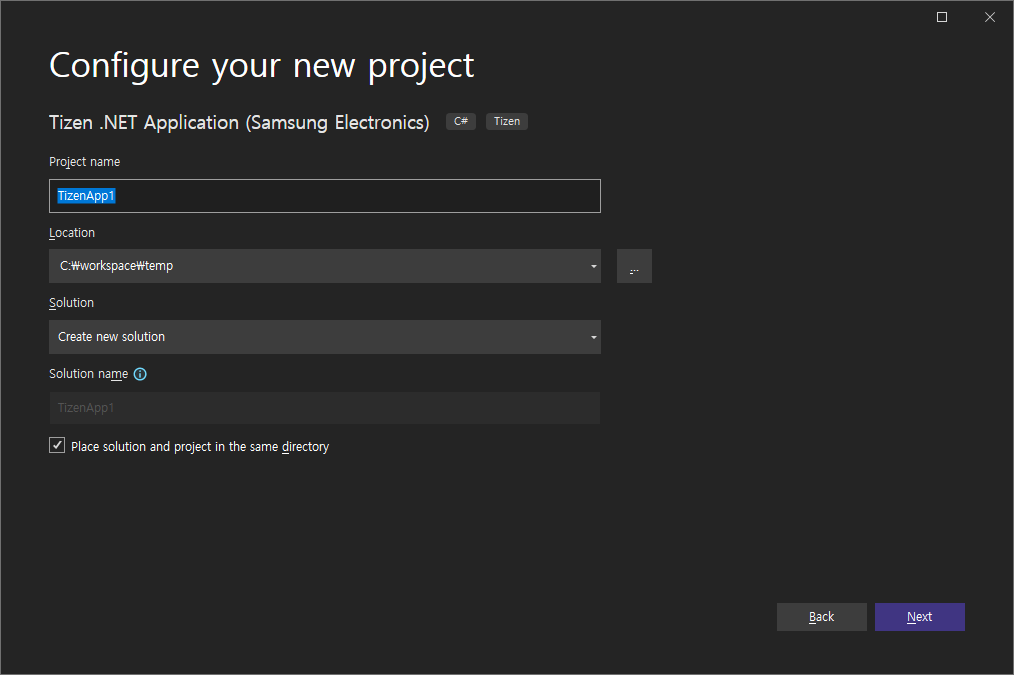 Configure your new project
Tizen .NET Application (Samsung Electronics) C# Tizen
Project name
TizenApp1
Location
C:₩workspace₩temp
...
Solution
Create new solution
Solution name
TizenApp1
Place solution and project in the same directory
Back
Next